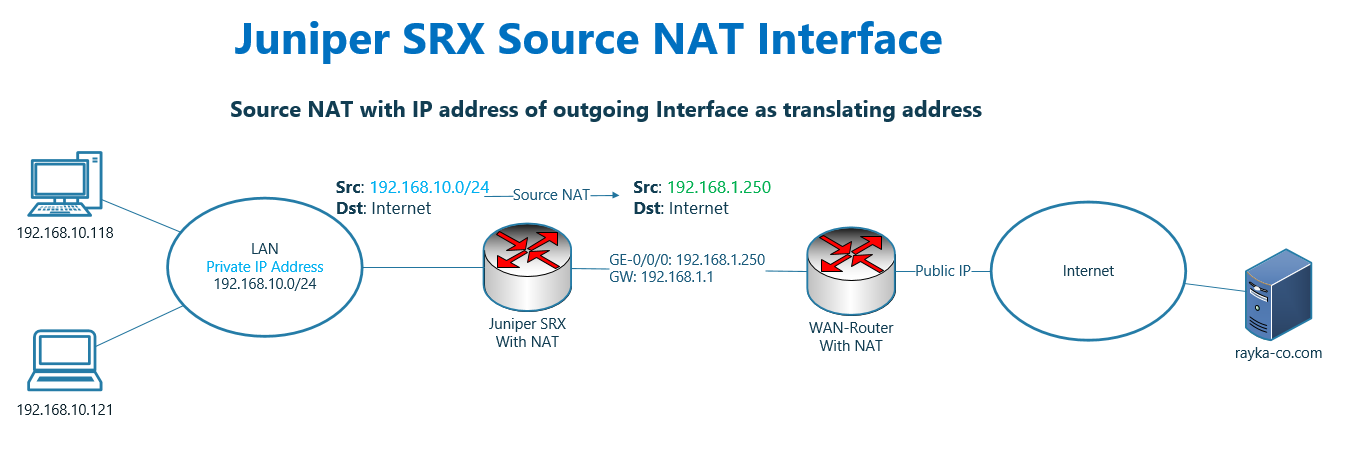 Juniper SRX Source NAT Interface
Source NAT with IP address of outgoing Interface as translating address
192.168.10.118
LAN
Private IP Address
192.168.10.0/24
192.168.10.121
Src: 192.168.10.0/24
Dst: Internet
Source NAT
Src: 192.168.1.250
Dst: Internet
Juniper SRX
With NAT
GE-0/0/0: 192.168.1.250
GW: 192.168.1.1
WAN-Router
With NAT
Public IP
Internet
rayka-co.com